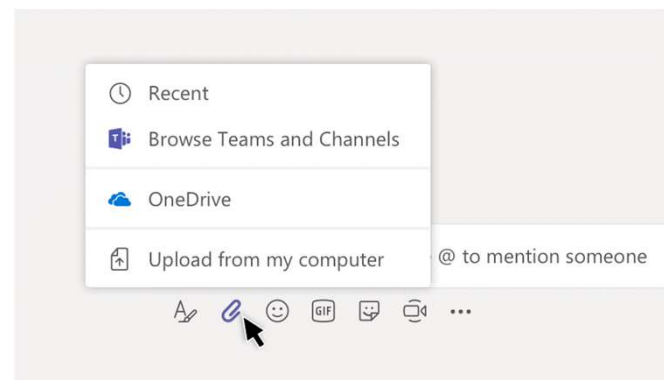 Recent
Browse Teams and Channels
OneDrive
Upload from my computer
@ to mention someone
GIF